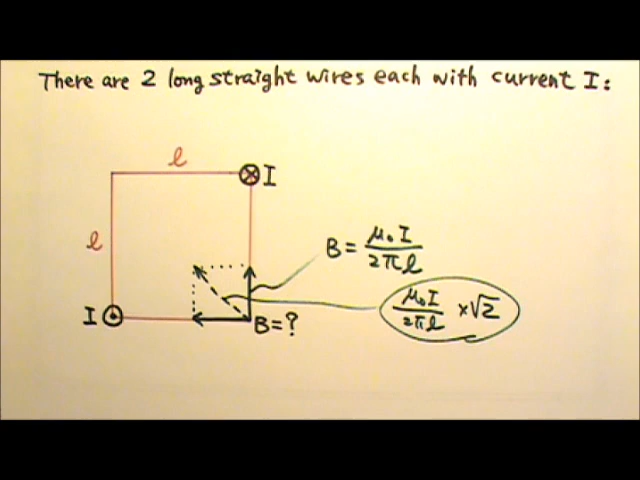 There are 2 long straight wires each with current I:
l
I
l
B = μ₀I / 2πl
μ₀I / 2πl ×√2
I
B=?